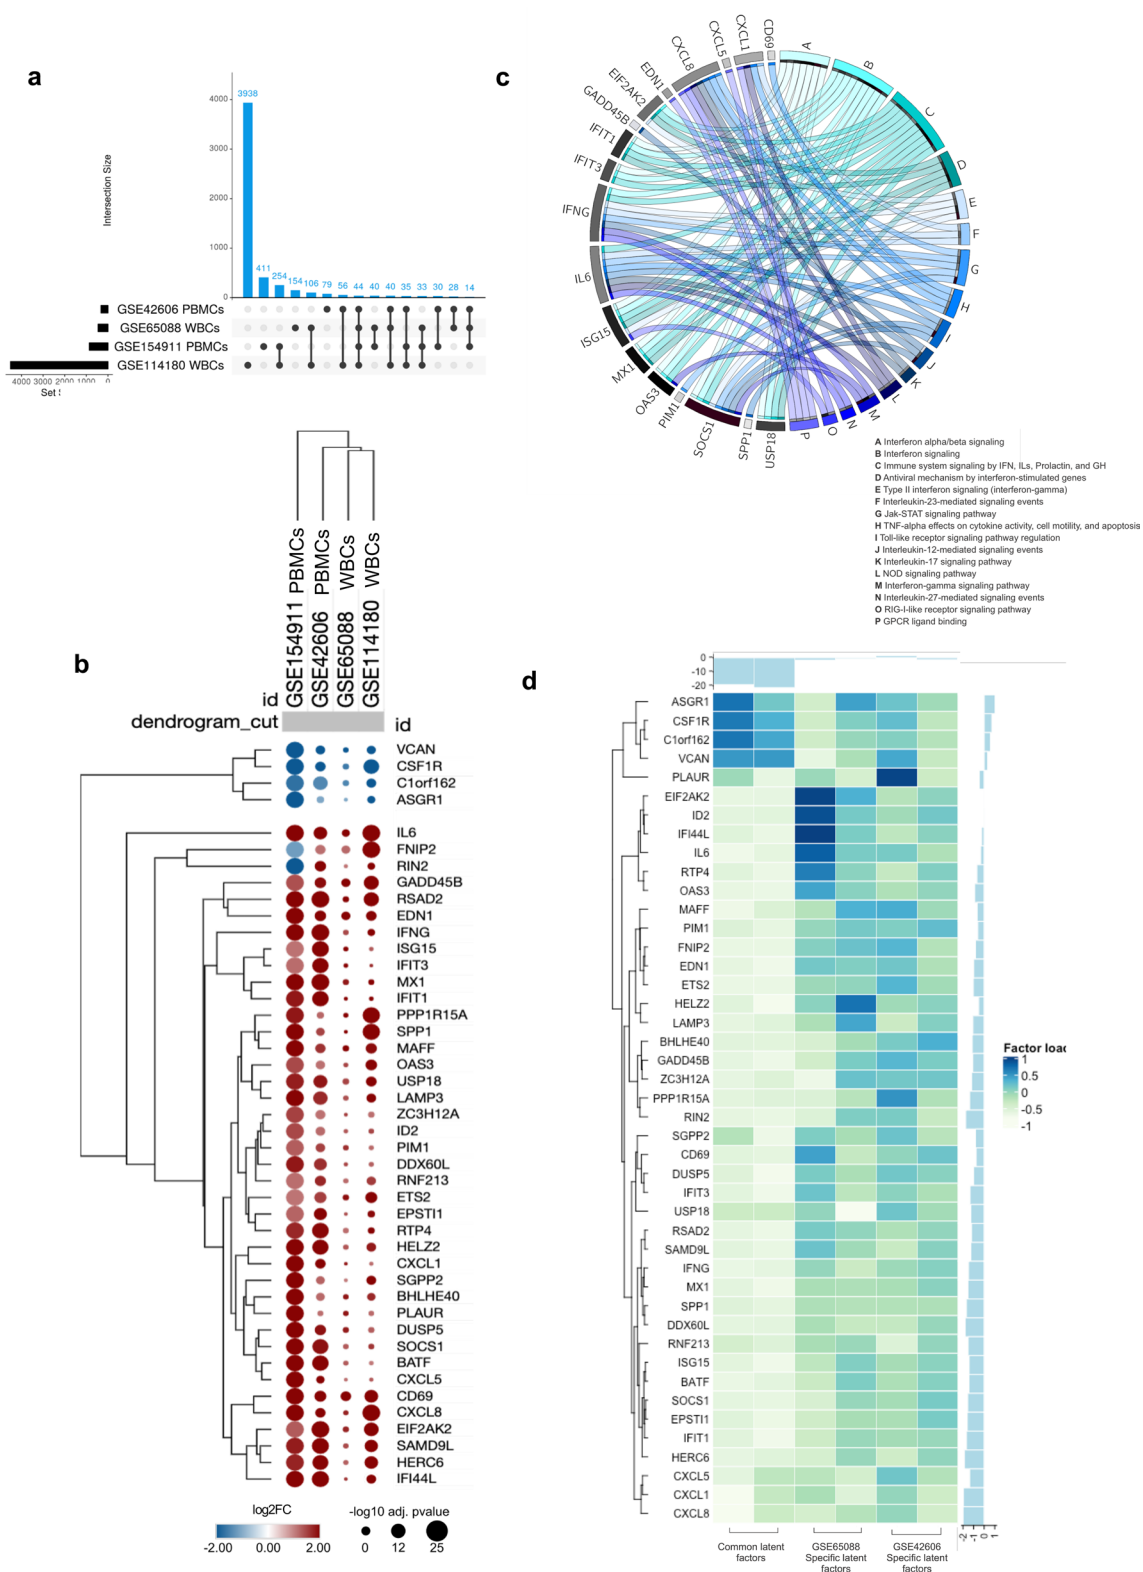 a
Intersection Size
4000
3000
2000
1000
0
3938
411
254
154
106
79
56
44
40
40
35
33
30
28
14
GSE42606 PBMCs
GSE65088 WBCs
GSE154911 PBMCs
GSE114180 WBCs
4000 3000 2000 1000 0
c
A
B
C
D
E
F
G
H
I
J
K
L
M
N
O
P
USP18
SPP1
SOCS1
PIM1
OAS3
MX1
ISG15
IL6
IFNG
IFIT3
IFIT1
GADD45B
EIF2AK2
EDN1
CXCL8
CXCL5
CXCL1
CD69
A Interferon alpha/beta signaling
B Interferon signaling
C Immune system signaling by IFN, ILs, Prolactin, and GH
D Antiviral mechanism by interferon-stimulated genes
E Type II interferon signaling (interferon-gamma)
F Interleukin-23-mediated signaling events
G Jak-STAT signaling pathway
H TNF-alpha effects on cytokine activity, cell motility, and apoptosis
I Toll-like receptor signaling pathway regulation
J Interleukin-12-mediated signaling events
K Interleukin-17 signaling pathway
L NOD signaling pathway
M Interferon-gamma signaling pathway
N Interleukin-27-mediated signaling events
O RIG-I-like receptor signaling pathway
P GPCR ligand binding
b
GSE154911 PBMCs
GSE42606 PBMCs
GSE65088 WBCs
GSE114180 WBCs
id
dendrogram_cut
id
VCAN
CSF1R
C1orf162
ASGR1
IL6
FNIP2
RIN2
GADD45B
RSAD2
EDN1
IFNG
ISG15
IFIT3
MX1
IFIT1
PPP1R15A
SPP1
MAFF
OAS3
USP18
LAMP3
ZC3H12A
ID2
PIM1
DDX60L
RNF213
ETS2
EPSTI1
RTP4
HELZ2
CXCL1
SGPP2
BHLHE40
PLAUR
DUSP5
SOCS1
BATF
CXCL5
CD69
CXCL8
EIF2AK2
SAMD9L
HERC6
IFI44L
log2FC
-2.00 0.00 2.00
-log10 adj. pvalue
0 12 25
d
0
-10
-20
ASGR1
CSF1R
C1orf162
VCAN
PLAUR
EIF2AK2
ID2
IFI44L
IL6
RTP4
OAS3
MAFF
PIM1
FNIP2
EDN1
ETS2
HELZ2
LAMP3
BHLHE40
GADD45B
ZC3H12A
PPP1R15A
RIN2
SGPP2
CD69
DUSP5
IFIT3
USP18
RSAD2
SAMD9L
IFNG
MX1
SPP1
DDX60L
RNF213
ISG15
BATF
SOCS1
EPSTI1
IFIT1
HERC6
CXCL5
CXCL1
CXCL8
-2 -1 0 1
Common latent
factors
GSE65088
Specific latent
factors
GSE42606
Specific latent
factors
Factor
1
0.5
0
-0.5
-1